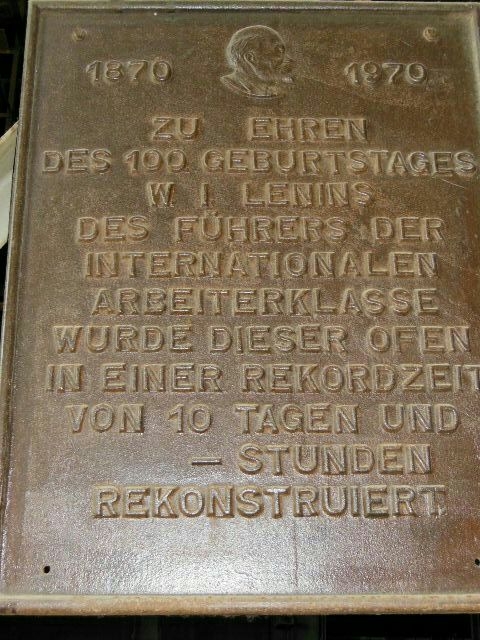 1870 1970
ZU EHREN
DES 100 GEBURTSTAGES
W I LENINS
DES FÜHRERS DER
INTERNATIONALEN
ARBEITERKLASSE
WURDE DIESER OFEN
IN EINER REKORDZEIT
VON 10 TAGEN UND
– STUNDEN
REKONSTRUIERT